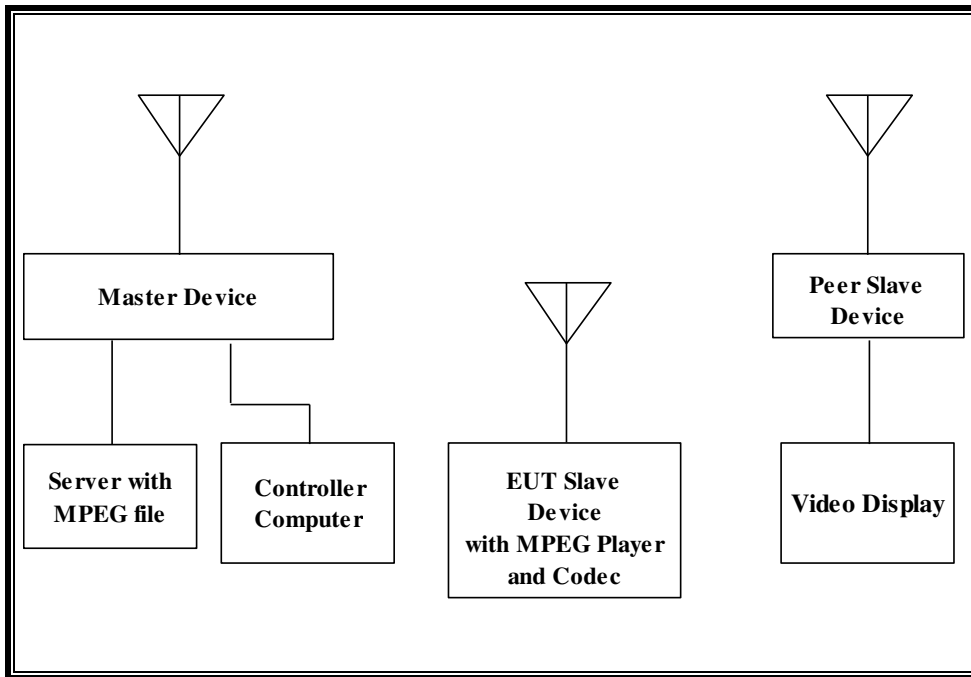 Master Device
Peer Slave
Device
Server with
MPEG file
Controller
Computer
EUT Slave
Device
with MPEG Player
and Codec
Video Display